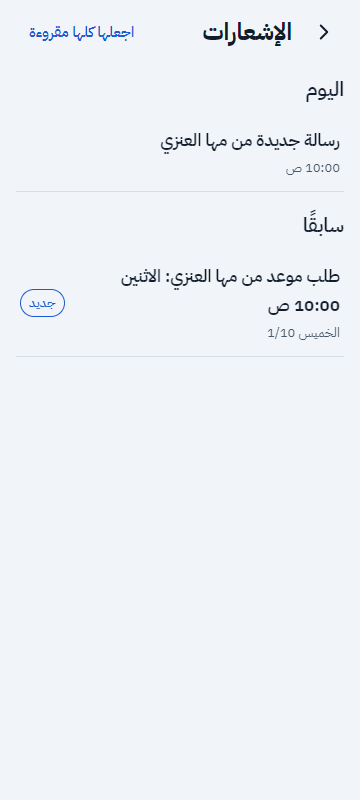 الإشعارات
اجعلها كلها مقروءة
اليوم
رسالة جديدة من مها العنزي
10:00 ص
سابقًا
طلب موعد من مها العنزي: الاثنين
10:00 ص
جديد
الخميس 1/10